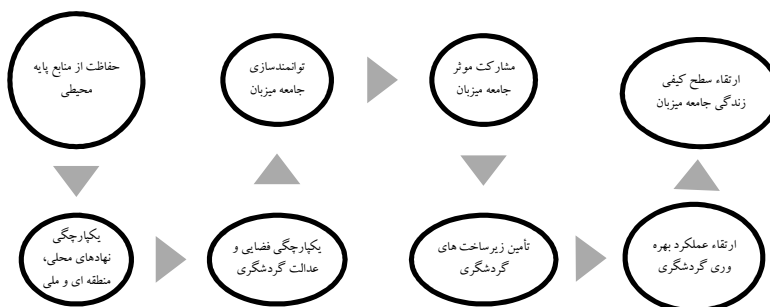 حفاظت از منابع پایه
محیطی
یکپارچگی
نهادهای محلی،
منطقه ای و ملی
یکپارچگی فضایی و
عدالت گردشگری
توانمندسازی
جامعه میزبان
مشارکت موثر
جامعه میزبان
تأمین زیرساخت های
گردشگری
ارتقاء عملکرد بهره
وری گردشگری
ارتقاء سطح کیفی
زندگی جامعه میزبان